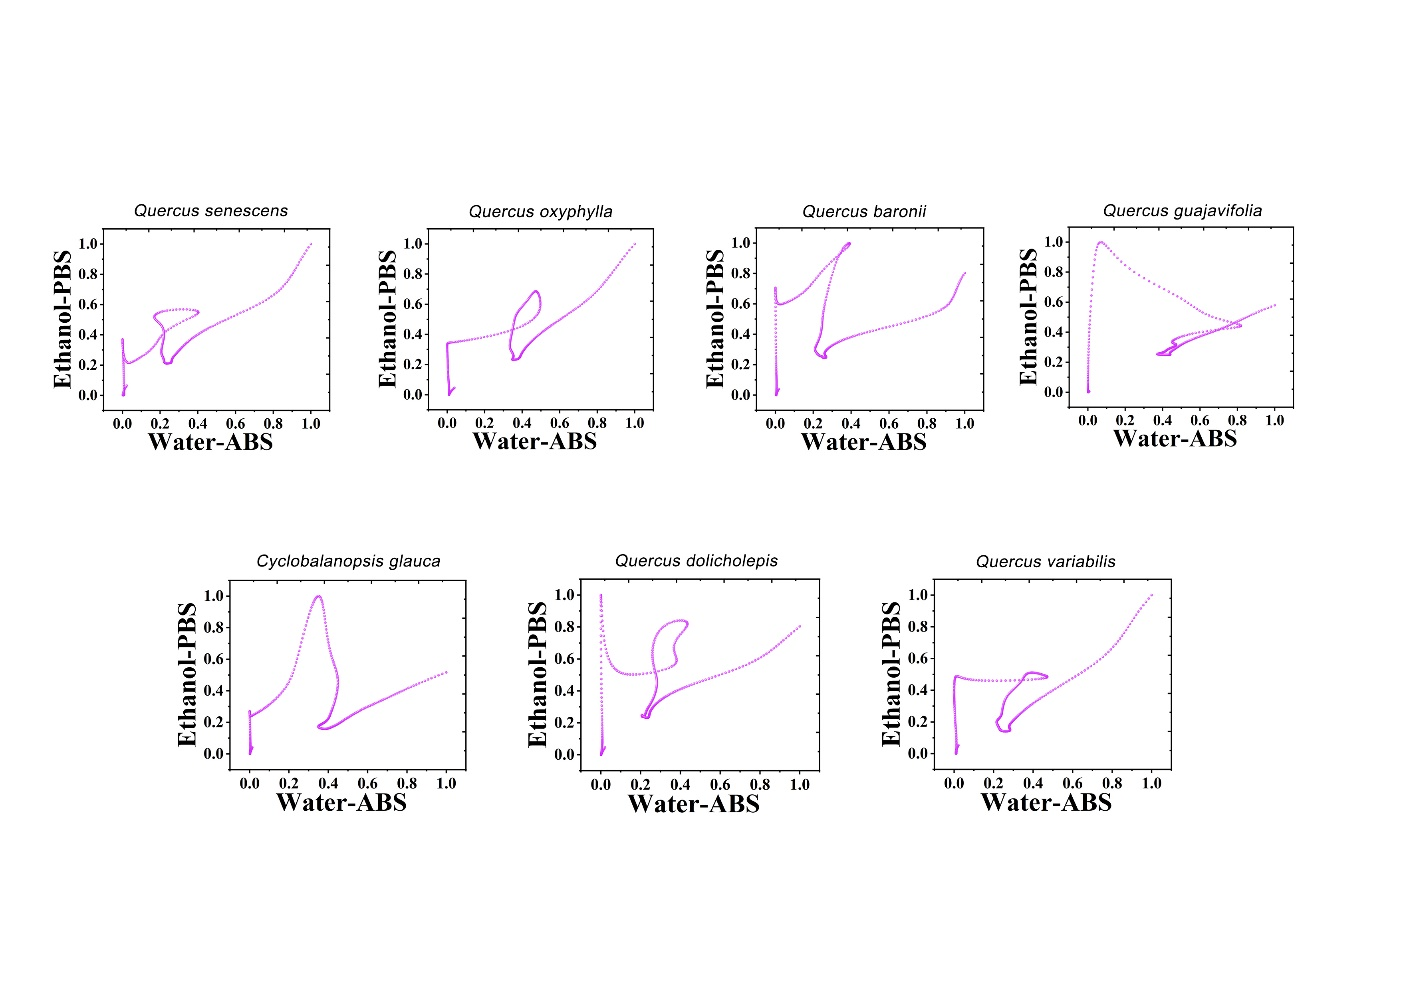 Quercus senescens
Quercus oxyphylla
Quercus baronii
Quercus guajavifolia
Ethanol-PBS
1.0
0.8
0.6
0.4
0.2
0.0
0.0 0.2 0.4 0.6 0.8 1.0
Water-ABS
Ethanol-PBS
1.0
0.8
0.6
0.4
0.2
0.0
0.0 0.2 0.4 0.6 0.8 1.0
Water-ABS
Ethanol-PBS
1.0
0.8
0.6
0.4
0.2
0.0
0.0 0.2 0.4 0.6 0.8 1.0
Water-ABS
Ethanol-PBS
1.0
0.8
0.6
0.4
0.2
0.0
0.0 0.2 0.4 0.6 0.8 1.0
Water-ABS
Cyclobalanopsis glauca
Quercus dolicholepis
Quercus variabilis
Ethanol-PBS
1.0
0.8
0.6
0.4
0.2
0.0
0.0 0.2 0.4 0.6 0.8 1.0
Water-ABS
Ethanol-PBS
1.0
0.8
0.6
0.4
0.2
0.0
0.0 0.2 0.4 0.6 0.8 1.0
Water-ABS
Ethanol-PBS
1.0
0.8
0.6
0.4
0.2
0.0
0.0 0.2 0.4 0.6 0.8 1.0
Water-ABS